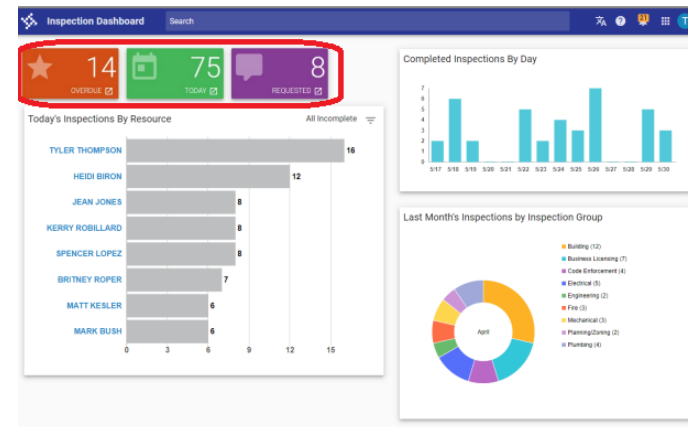 Inspection Dashboard
Search
21
T
14
OVERDUE
75
TODAY
8
REQUESTED
Today's Inspections By Resource
All Incomplete
TYLER THOMPSON 16
HEIDI BIRON 12
JEAN JONES 8
KERRY ROBILLARD 8
SPENCER LOPEZ 8
BRITNEY ROPER 7
MATT KESLER 6
MARK BUSH 6
0 3 6 9 12 15
Completed Inspections By Day
7
6
5
4
3
2
1
0
5/17 5/18 5/19 5/20 5/21 5/22 5/23 5/24 5/25 5/26 5/27 5/28 5/29 5/30
Last Month's Inspections by Inspection Group
April
Building (12)
Business Licensing (7)
Code Enforcement (4)
Electrical (5)
Engineering (2)
Fire (3)
Mechanical (3)
Planning/Zoning (2)
Plumbing (4)